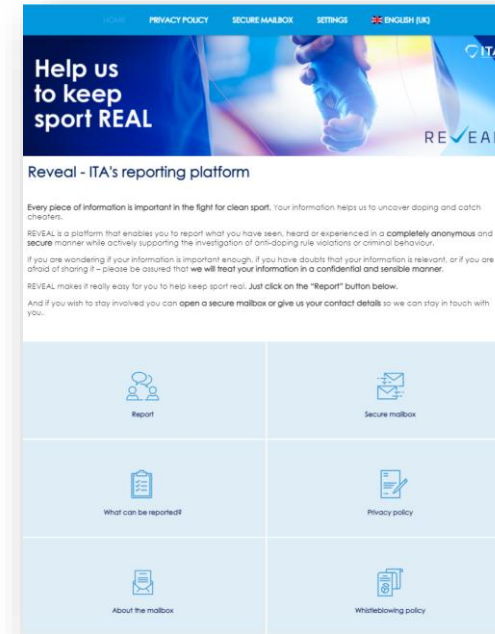 HOME PRIVACY POLICY SECURE MAILBOX SETTINGS ENGLISH (UK)
ITA
Help us
to keep
sport REAL
REVEAL
Reveal - ITA's reporting platform
Every piece of information is important in the fight for clean sport. Your information helps us to uncover doping and catch
cheaters.
REVEAL is a platform that enables you to report what you have seen, heard or experienced in a completely anonymous and
secure manner while actively supporting the investigation of anti-doping rule violations or criminal behaviour.
If you are wondering if your information is important enough, if you have doubts that your information is relevant, or if you are
afraid of sharing it – please be assured that we will treat your information in a confidential and sensible manner.
REVEAL makes it really easy for you to help keep sport real. Just click on the "Report" button below.
And if you wish to stay involved you can open a secure mailbox or give us your contact details so we can stay in touch with
you.
Report Secure mailbox
What can be reported? Privacy policy
About the mailbox Whistleblowing policy